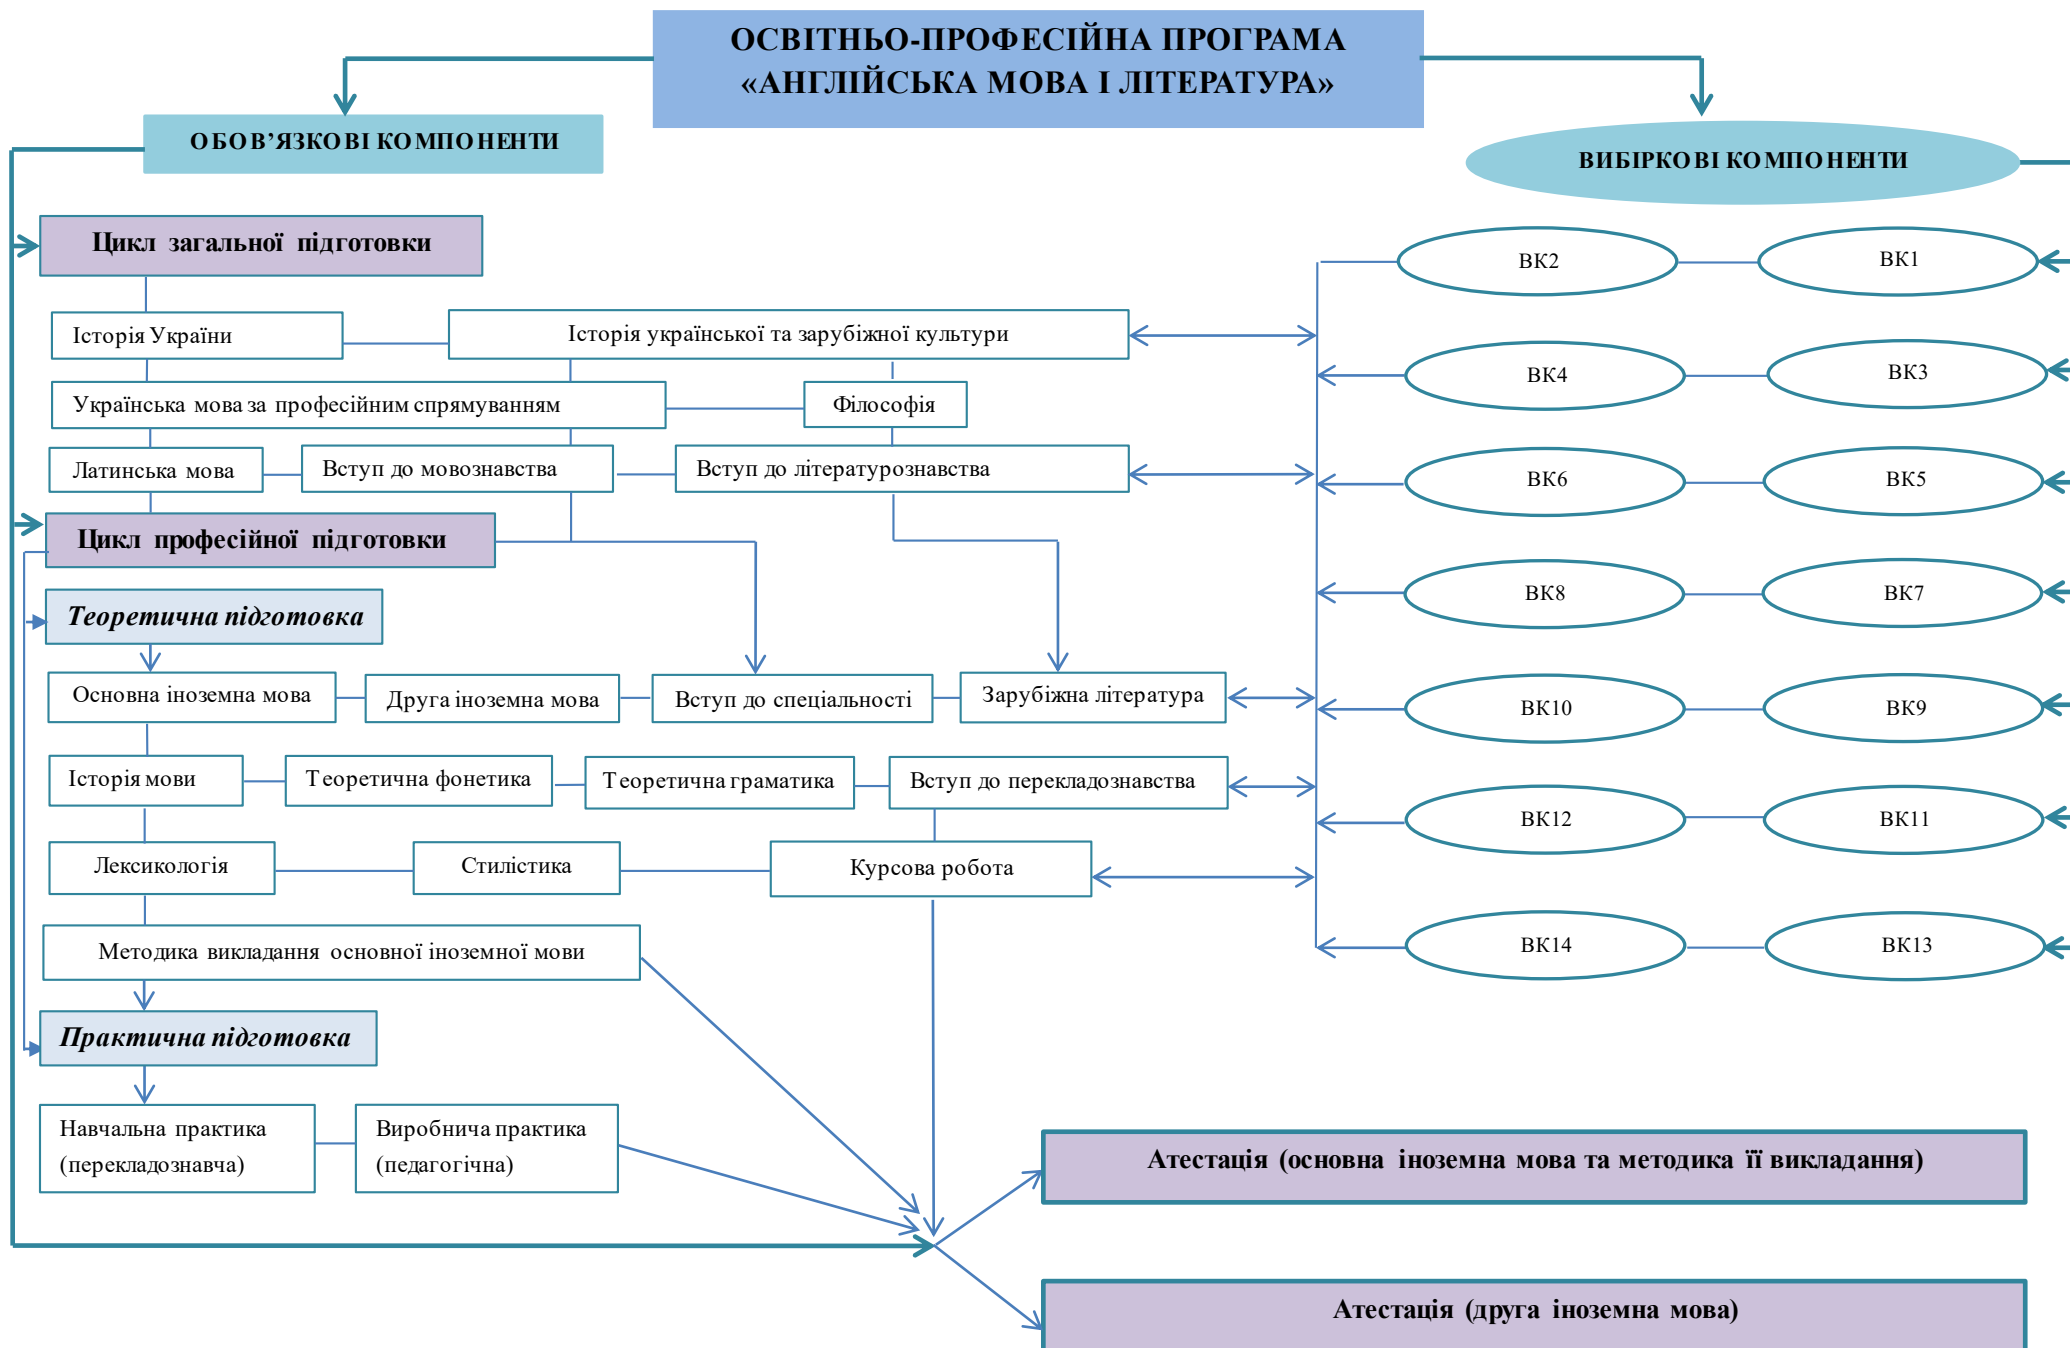 ОСВІТНЬО-ПРОФЕСІЙНА ПРОГРАМА
«АНГЛІЙСЬКА МОВА І ЛІТЕРАТУРА»
ОБОВ’ЯЗКОВІ КОМПОНЕНТИ
ВИБІРКОВІ КОМПОНЕНТИ
Цикл загальної підготовки
ВК2
ВК1
Історія України
Історія української та зарубіжної культури
ВК4
ВК3
Українська мова за професійним спрямуванням
Філософія
Латинська мова
Вступ до мовознавства
Вступ до літературознавства
ВК6
ВК5
Цикл професійної підготовки
ВК8
ВК7
Теоретична підготовка
Основна іноземна мова
Друга іноземна мова
Вступ до спеціальності
Зарубіжна література
ВК10
ВК9
Історія мови
Теоретична фонетика
Теоретична граматика
Вступ до перекладознавства
ВК12
ВК11
Лексикологія
Стилістика
Курсова робота
Методика викладання основної іноземної мови
ВК14
ВК13
Практична підготовка
Навчальна практика
(перекладознавча)
Виробнича практика
(педагогічна)
Атестація (основна іноземна мова та методика її викладання)
Атестація (друга іноземна мова)